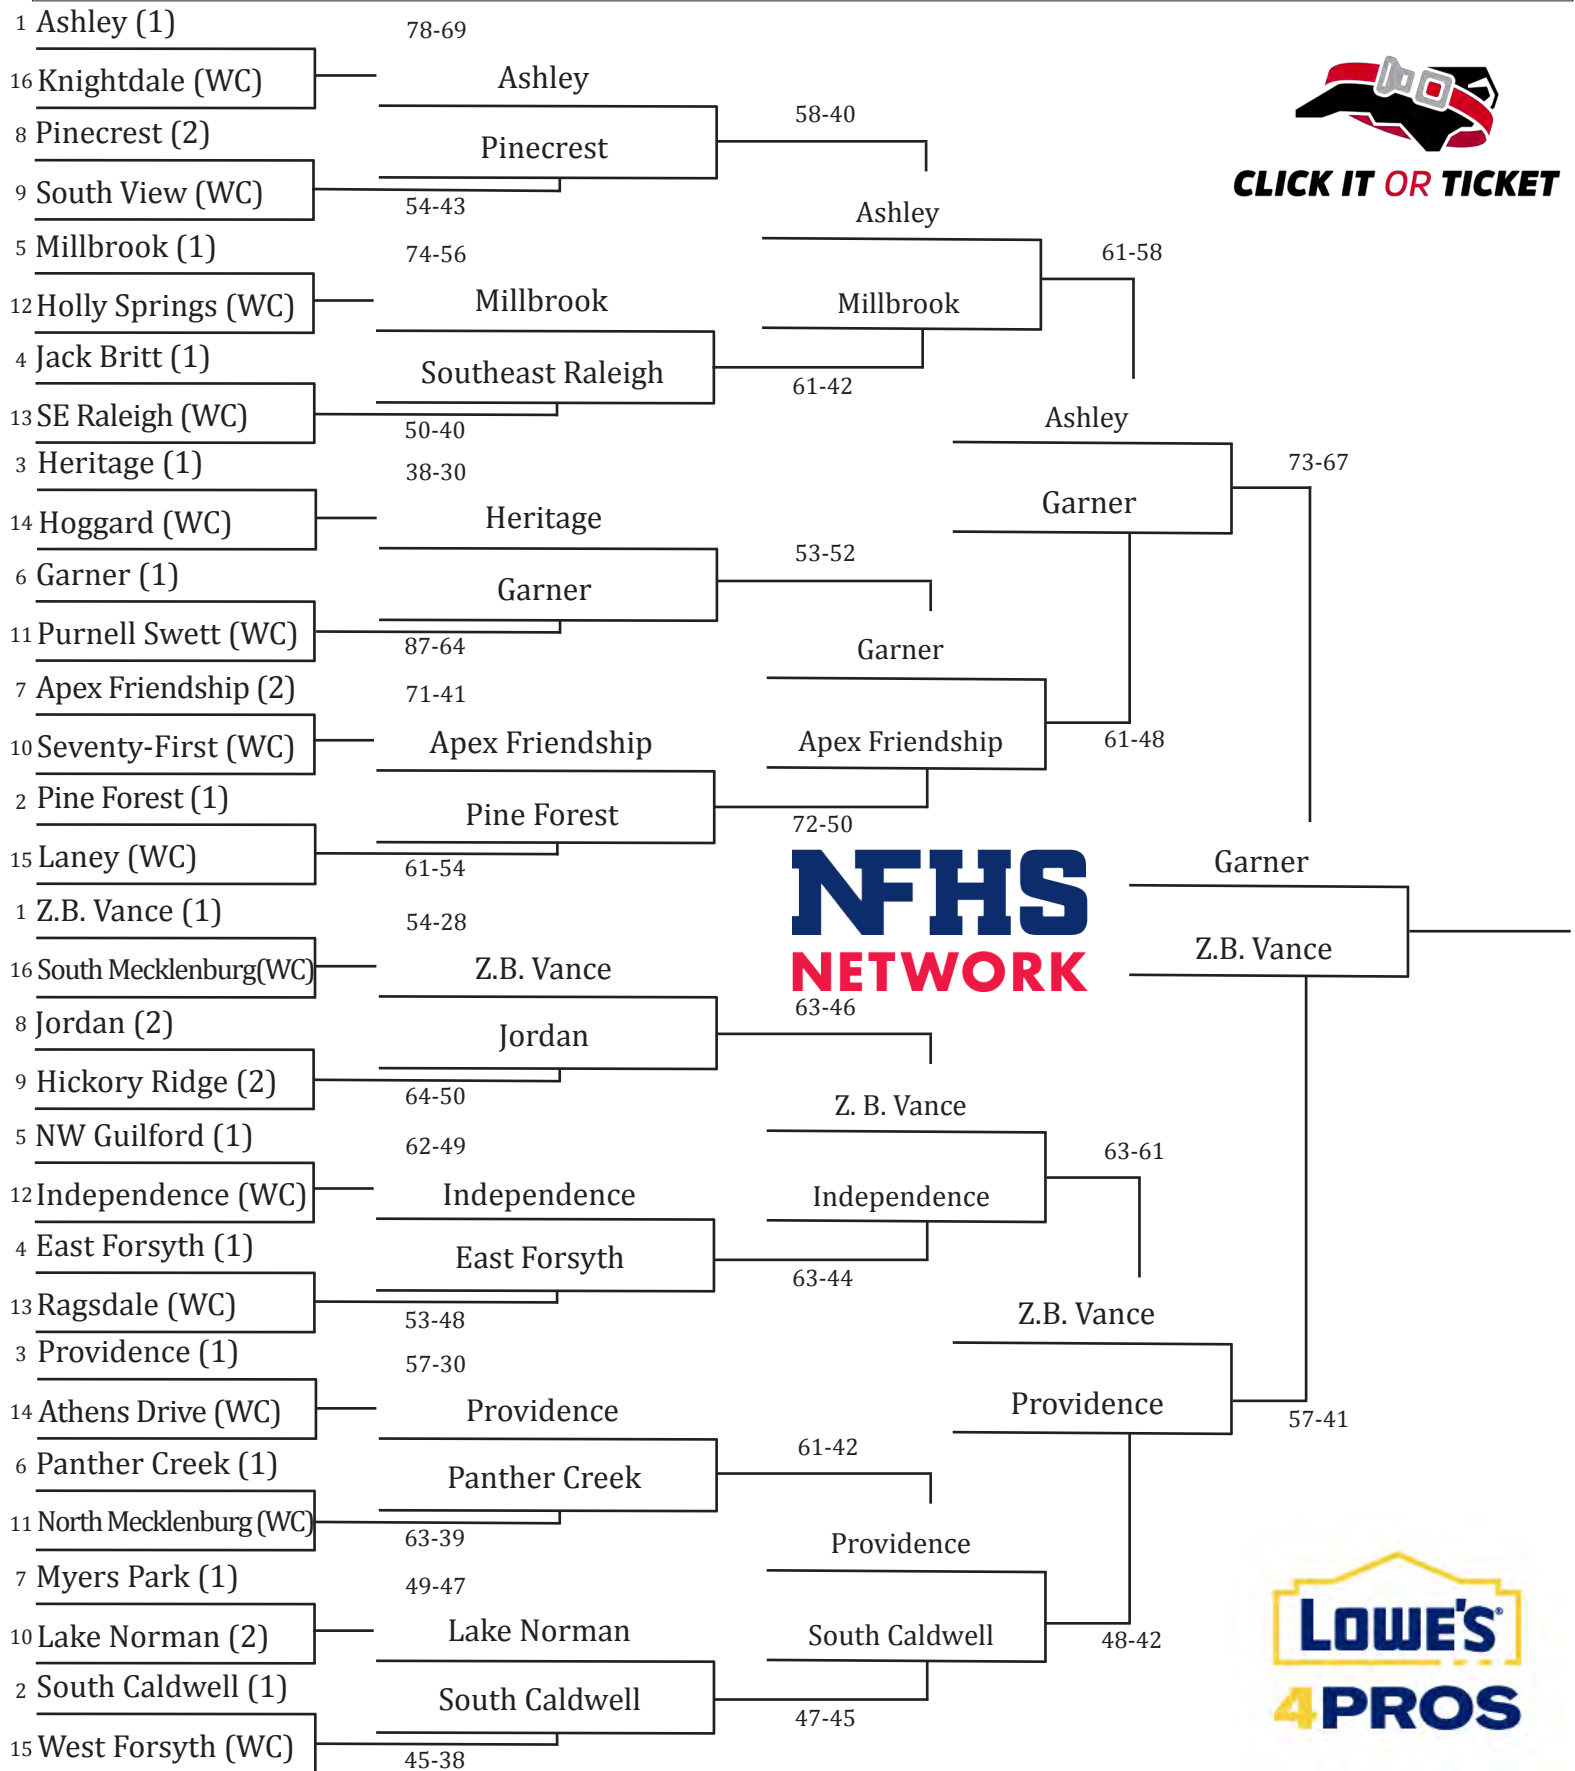 1 Ashley (1)
16 Knightdale (WC)
8 Pinecrest (2)
9 South View (WC)
5 Millbrook (1)
12 Holly Springs (WC)
4 Jack Britt (1)
13 SE Raleigh (WC)
3 Heritage (1)
14 Hoggard (WC)
6 Garner (1)
11 Purnell Swett (WC)
7 Apex Friendship (2)
10 Seventy-First (WC)
2 Pine Forest (1)
15 Laney (WC)
1 Z.B. Vance (1)
16 South Mecklenburg(WC)
8 Jordan (2)
9 Hickory Ridge (2)
5 NW Guilford (1)
12 Independence (WC)
4 East Forsyth (1)
13 Ragsdale (WC)
3 Providence (1)
14 Athens Drive (WC)
6 Panther Creek (1)
11 North Mecklenburg (WC)
7 Myers Park (1)
10 Lake Norman (2)
2 South Caldwell (1)
15 West Forsyth (WC)
78-69
Ashley
Pinecrest
54-43
74-56
Millbrook
Southeast Raleigh
50-40
38-30
Heritage
Garner
87-64
71-41
Apex Friendship
Pine Forest
61-54
54-28
Z.B. Vance
Jordan
64-50
62-49
Independence
East Forsyth
53-48
57-30
Providence
Panther Creek
63-39
49-47
Lake Norman
South Caldwell
45-38
58-40
Ashley
Millbrook
61-42
53-52
Garner
Apex Friendship
72-50
63-46
Z. B. Vance
Independence
63-44
61-42
Providence
South Caldwell
47-45
61-58
Ashley
Garner
61-48
63-61
Z.B. Vance
Providence
48-42
73-67
Garner
Z.B. Vance
57-41
CLICK IT OR TICKET
NFHS
NETWORK
LOWE'S®
4PROS